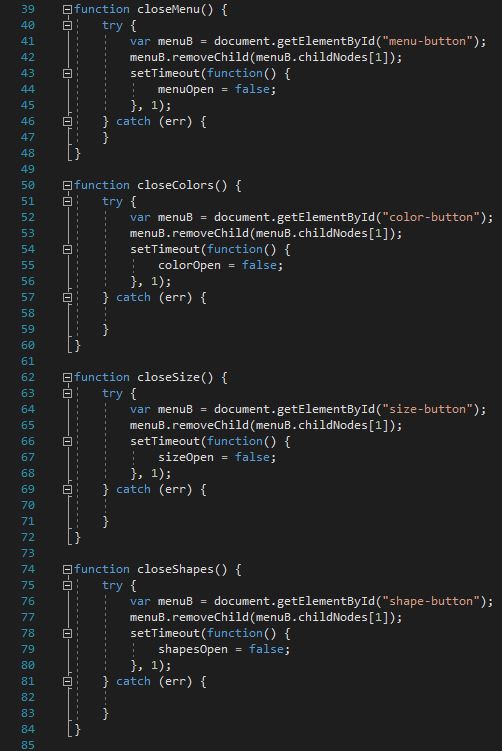 39 function closeMenu() {
40     try {
41         var menuB = document.getElementById("menu-button");
42         menuB.removeChild(menuB.childNodes[1]);
43         setTimeout(function() {
44             menuOpen = false;
45         }, 1);
46     } catch (err) {
47     }
48 }
49
50 function closeColors() {
51     try {
52         var menuB = document.getElementById("color-button");
53         menuB.removeChild(menuB.childNodes[1]);
54         setTimeout(function() {
55             colorOpen = false;
56         }, 1);
57     } catch (err) {
58
59     }
60 }
61
62 function closeSize() {
63     try {
64         var menuB = document.getElementById("size-button");
65         menuB.removeChild(menuB.childNodes[1]);
66         setTimeout(function() {
67             sizeOpen = false;
68         }, 1);
69     } catch (err) {
70
71     }
72 }
73
74 function closeShapes() {
75     try {
76         var menuB = document.getElementById("shape-button");
77         menuB.removeChild(menuB.childNodes[1]);
78         setTimeout(function() {
79             shapesOpen = false;
80         }, 1);
81     } catch (err) {
82
83     }
84 }
85